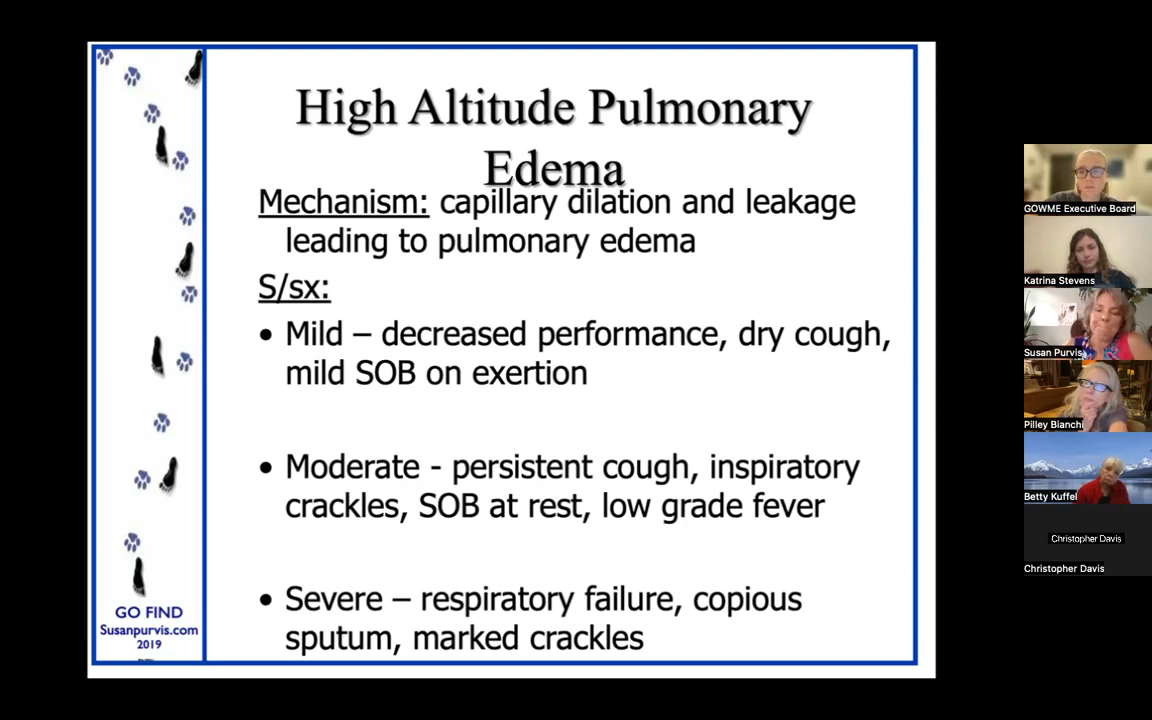 High Altitude Pulmonary
Edema
Mechanism: capillary dilation and leakage
leading to pulmonary edema
S/sx:
• Mild – decreased performance, dry cough,
mild SOB on exertion
• Moderate - persistent cough, inspiratory
crackles, SOB at rest, low grade fever
• Severe – respiratory failure, copious
sputum, marked crackles
GO FIND
Susanpurvis.com
2019
GOWME Executive Board
Katrina Stevens
Susan Purvis
Pilley Bianchi
Betty Kuffel
Christopher Davis
Christopher Davis